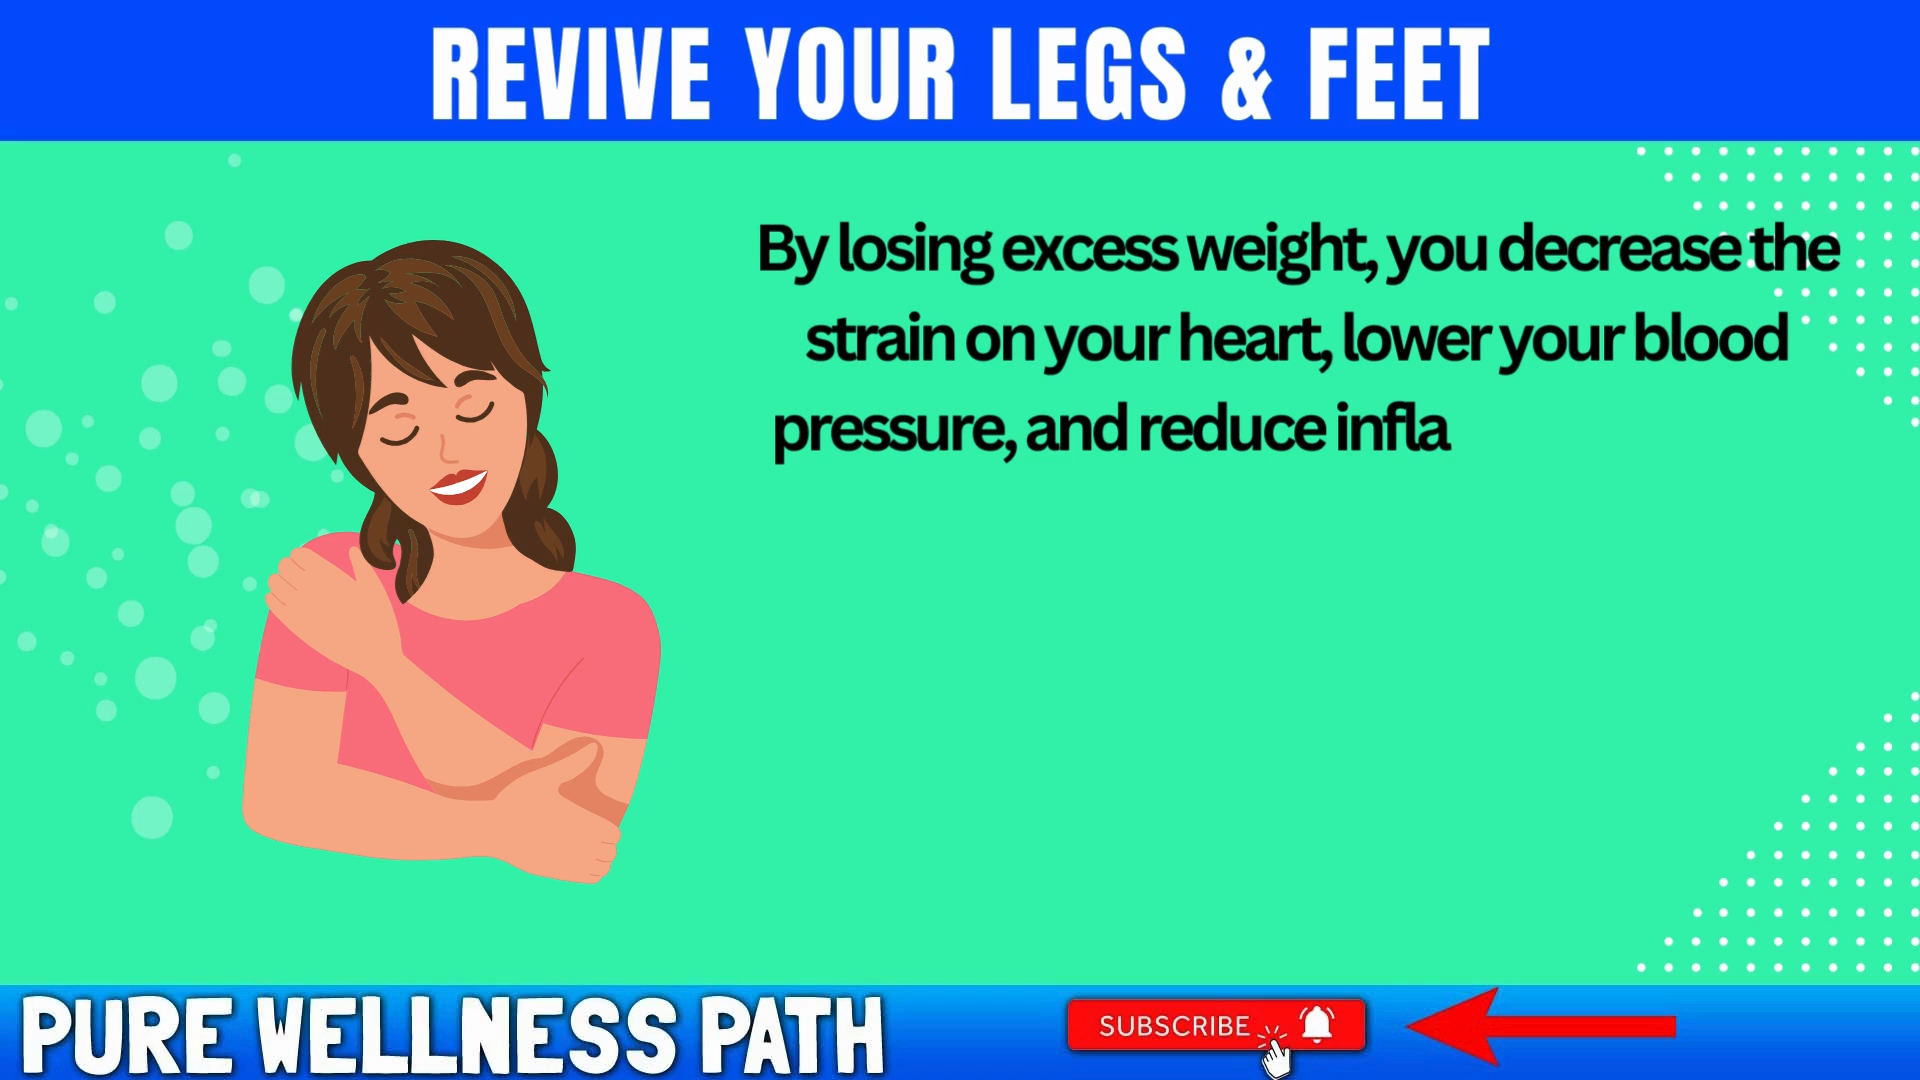 REVIVE YOUR LEGS & FEET
By losing excess weight, you decrease the
strain on your heart, lower your blood
pressure, and reduce infla
PURE WELLNESS PATH
SUBSCRIBE